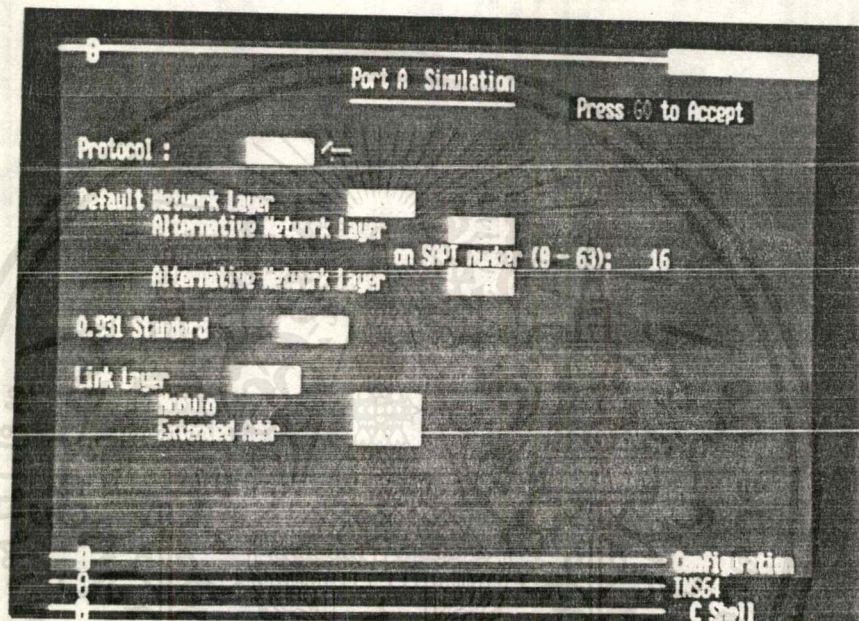 Port A Simulation
Press GO to Accept
Protocol :
Default Network Layer
Alternative Network Layer
on SAPI number (0 - 63): 16
Alternative Network Layer
Q.931 Standard
Link Layer
Modulo
Extended Addr
Configuration
INS64
C Shell